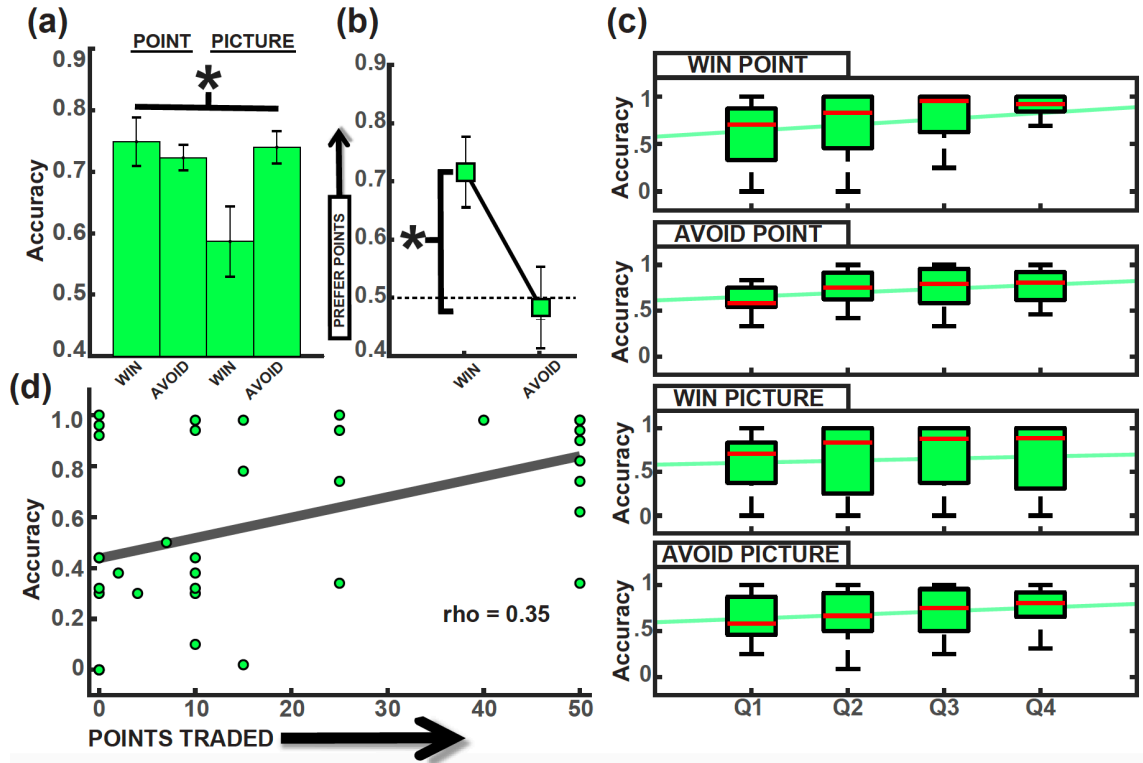 (a)
POINT PICTURE
*
0.9
0.8
0.7
0.6
0.5
0.4
Accuracy
WIN
AVOID
WIN
AVOID
(b)
0.9
0.8
0.7
0.6
0.5
0.4
PREFER POINTS
*
WIN
AVOID
(c)
WIN POINT
Accuracy
1
.5
0
AVOID POINT
Accuracy
1
.5
0
WIN PICTURE
Accuracy
1
.5
0
AVOID PICTURE
Accuracy
1
.5
0
Q1 Q2 Q3 Q4
(d)
1.0
0.8
0.6
0.4
0.2
0
Accuracy
rho = 0.35
0 10 20 30 40 50
POINTS TRADED